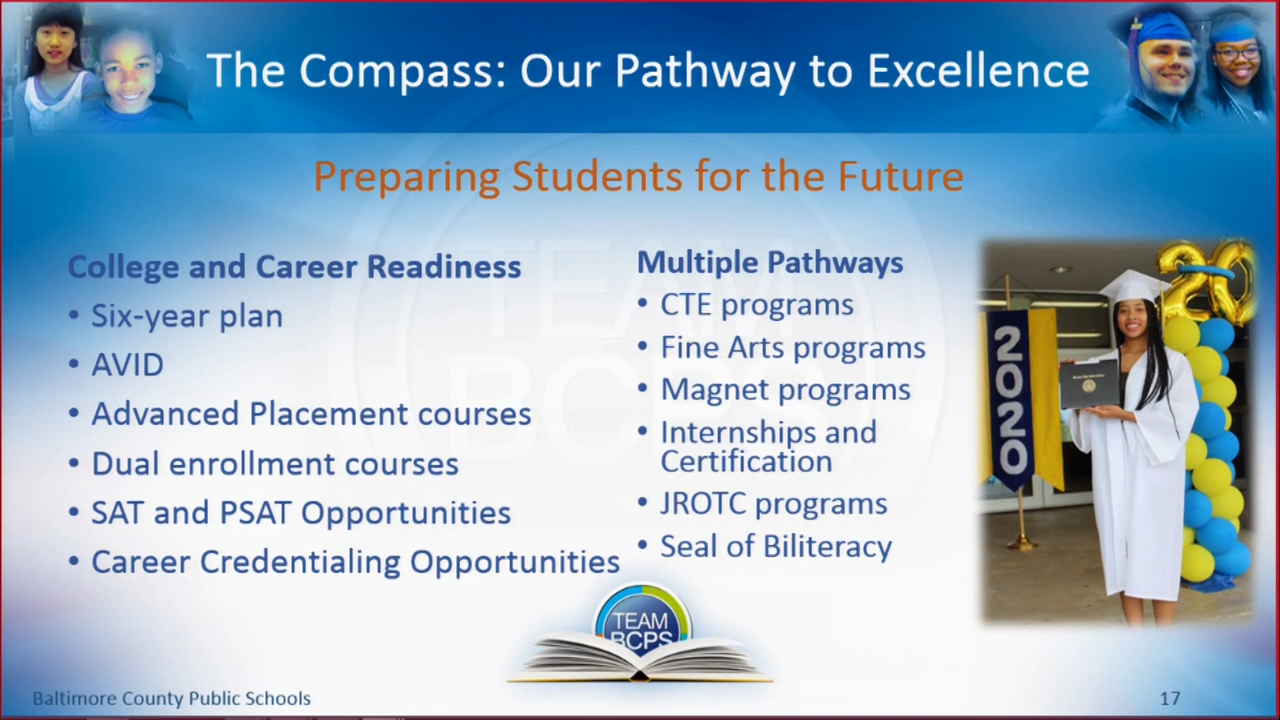 The Compass: Our Pathway to Excellence
Preparing Students for the Future
College and Career Readiness
• Six-year plan
• AVID
• Advanced Placement courses
• Dual enrollment courses
• SAT and PSAT Opportunities
• Career Credentialing Opportunities
Multiple Pathways
• CTE programs
• Fine Arts programs
• Magnet programs
• Internships and
Certification
• JROTC programs
• Seal of Biliteracy
20
2020
TEAM
BCPS
TEAM
BCPS
Baltimore County Public Schools
17